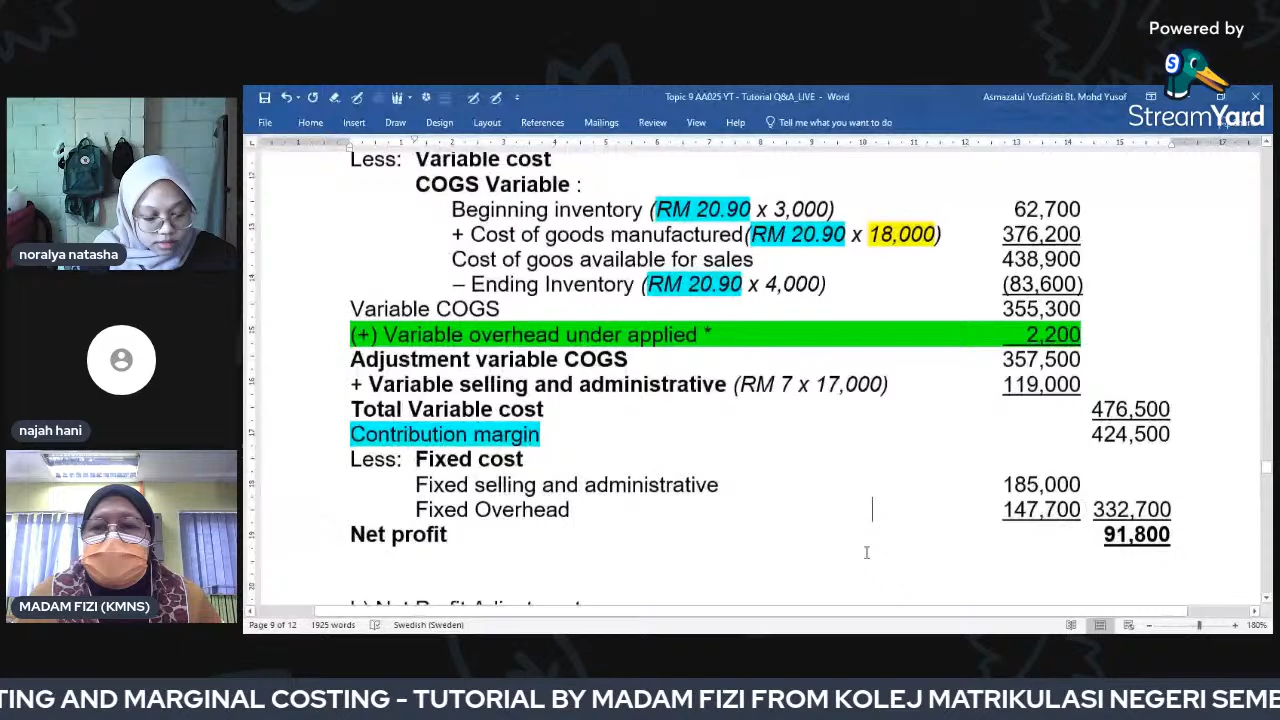 Powered by
S
StreamYard
Topic 9 AA025 YT - Tutorial Q&A_LIVE - Word
Asmazatul Yusfiziati Bt. Mohd Yusof
File Home Insert Draw Design Layout References Mailings Review View Help Tell me what you want to do
Less: Variable cost
COGS Variable :
Beginning inventory (RM 20.90 x 3,000) 62,700
+ Cost of goods manufactured(RM 20.90 x 18,000) 376,200
Cost of goos available for sales 438,900
– Ending Inventory (RM 20.90 x 4,000) (83,600)
Variable COGS 355,300
(+) Variable overhead under applied * 2,200
Adjustment variable COGS 357,500
+ Variable selling and administrative (RM 7 x 17,000) 119,000
Total Variable cost 476,500
Contribution margin 424,500
Less: Fixed cost
Fixed selling and administrative 185,000
Fixed Overhead 147,700 332,700
Net profit 91,800
Page 9 of 12 1925 words Swedish (Sweden) 180%
noralya natasha
najah hani
MADAM FIZI (KMNS)
TING AND MARGINAL COSTING - TUTORIAL BY MADAM FIZI FROM KOLEJ MATRIKULASI NEGERI SEMB